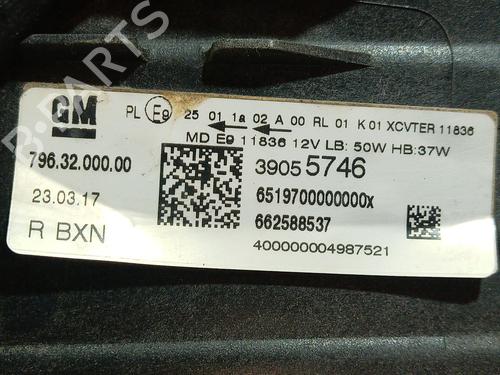 GM
PL E9 25 01 1a 02 A 00 RL 01 K 01 XCVTER 11836
MD E9 11836 12V LB: 50W HB:37W
796.32.000.00
39055746
23.03.17
6519700000000x
R BXN
662588537
400000004987521
B-PARTS